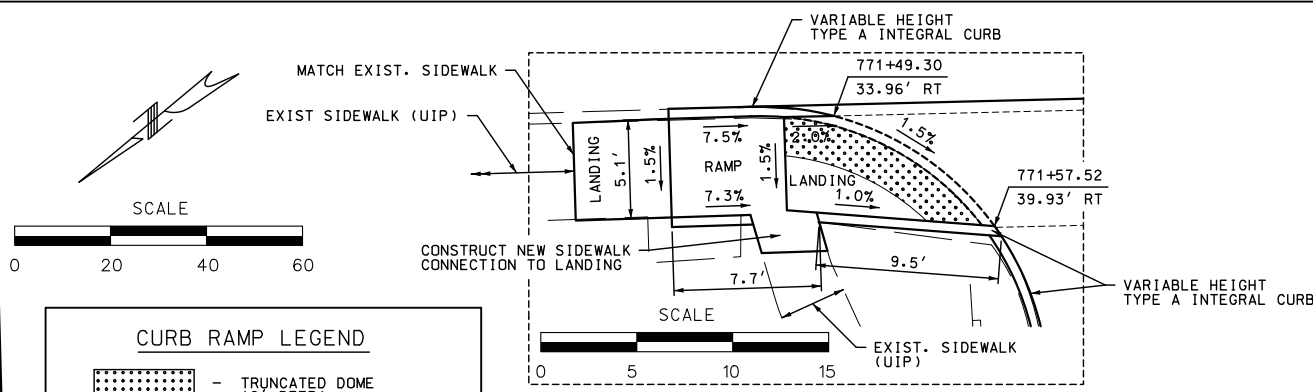 VARIABLE HEIGHT
TYPE A INTEGRAL CURB
MATCH EXIST. SIDEWALK
771+49.30
33.96' RT
EXIST SIDEWALK (UIP)
LANDING
5.1'
1.5%
7.5%
RAMP
7.3%
1.5%
2.0%
1.5%
LANDING
1.0%
771+57.52
39.93' RT
SCALE
0 20 40 60
CONSTRUCT NEW SIDEWALK
CONNECTION TO LANDING
7.7'
9.5'
VARIABLE HEIGHT
TYPE A INTEGRAL CURB
SCALE
0 5 10 15
EXIST. SIDEWALK
(UIP)
CURB RAMP LEGEND
- TRUNCATED DOME